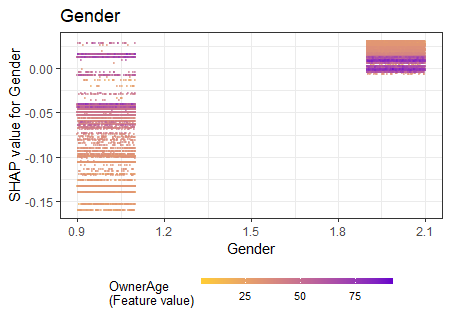 Gender
SHAP value for Gender
0.00
-0.05
-0.10
-0.15
0.9
1.2
1.5
1.8
2.1
Gender
OwnerAge
(Feature value)
25
50
75